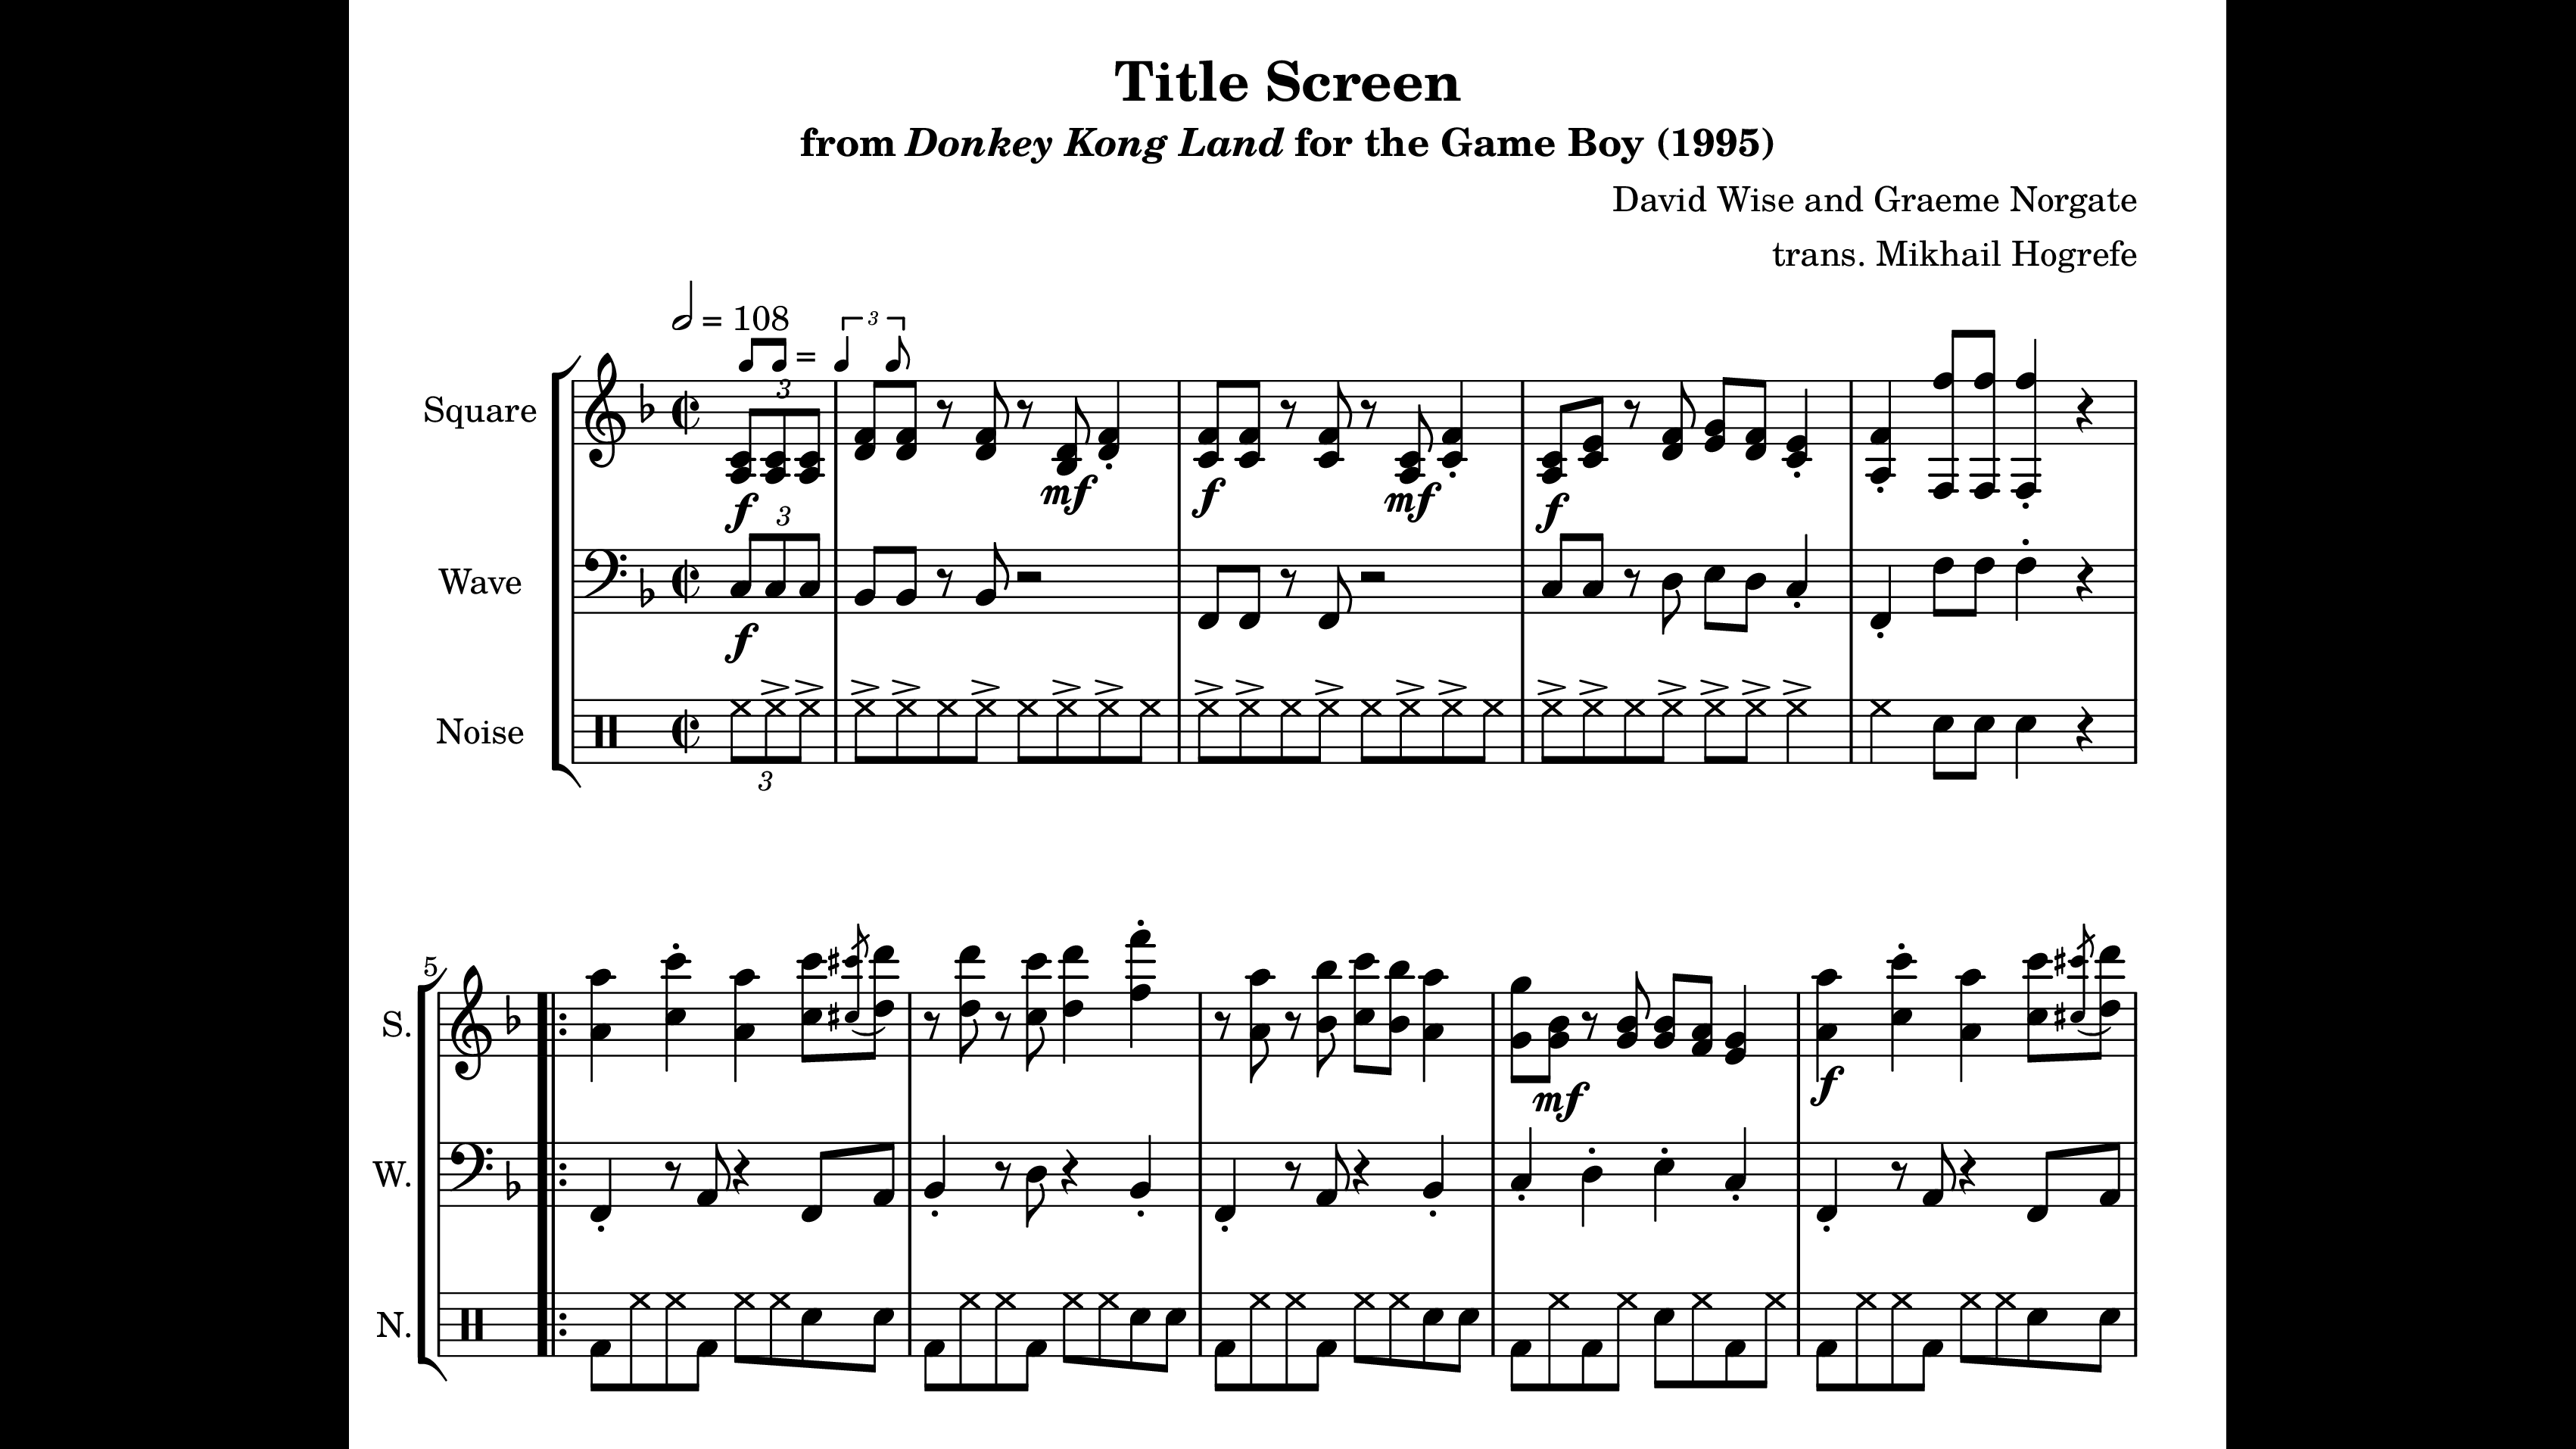 Title Screen
from Donkey Kong Land for the Game Boy (1995)
David Wise and Graeme Norgate
trans. Mikhail Hogrefe
= 108
= 3
3
Square
f mf f mf f
3
Wave
f
Noise
3
5
S.
mf f
W.
N.